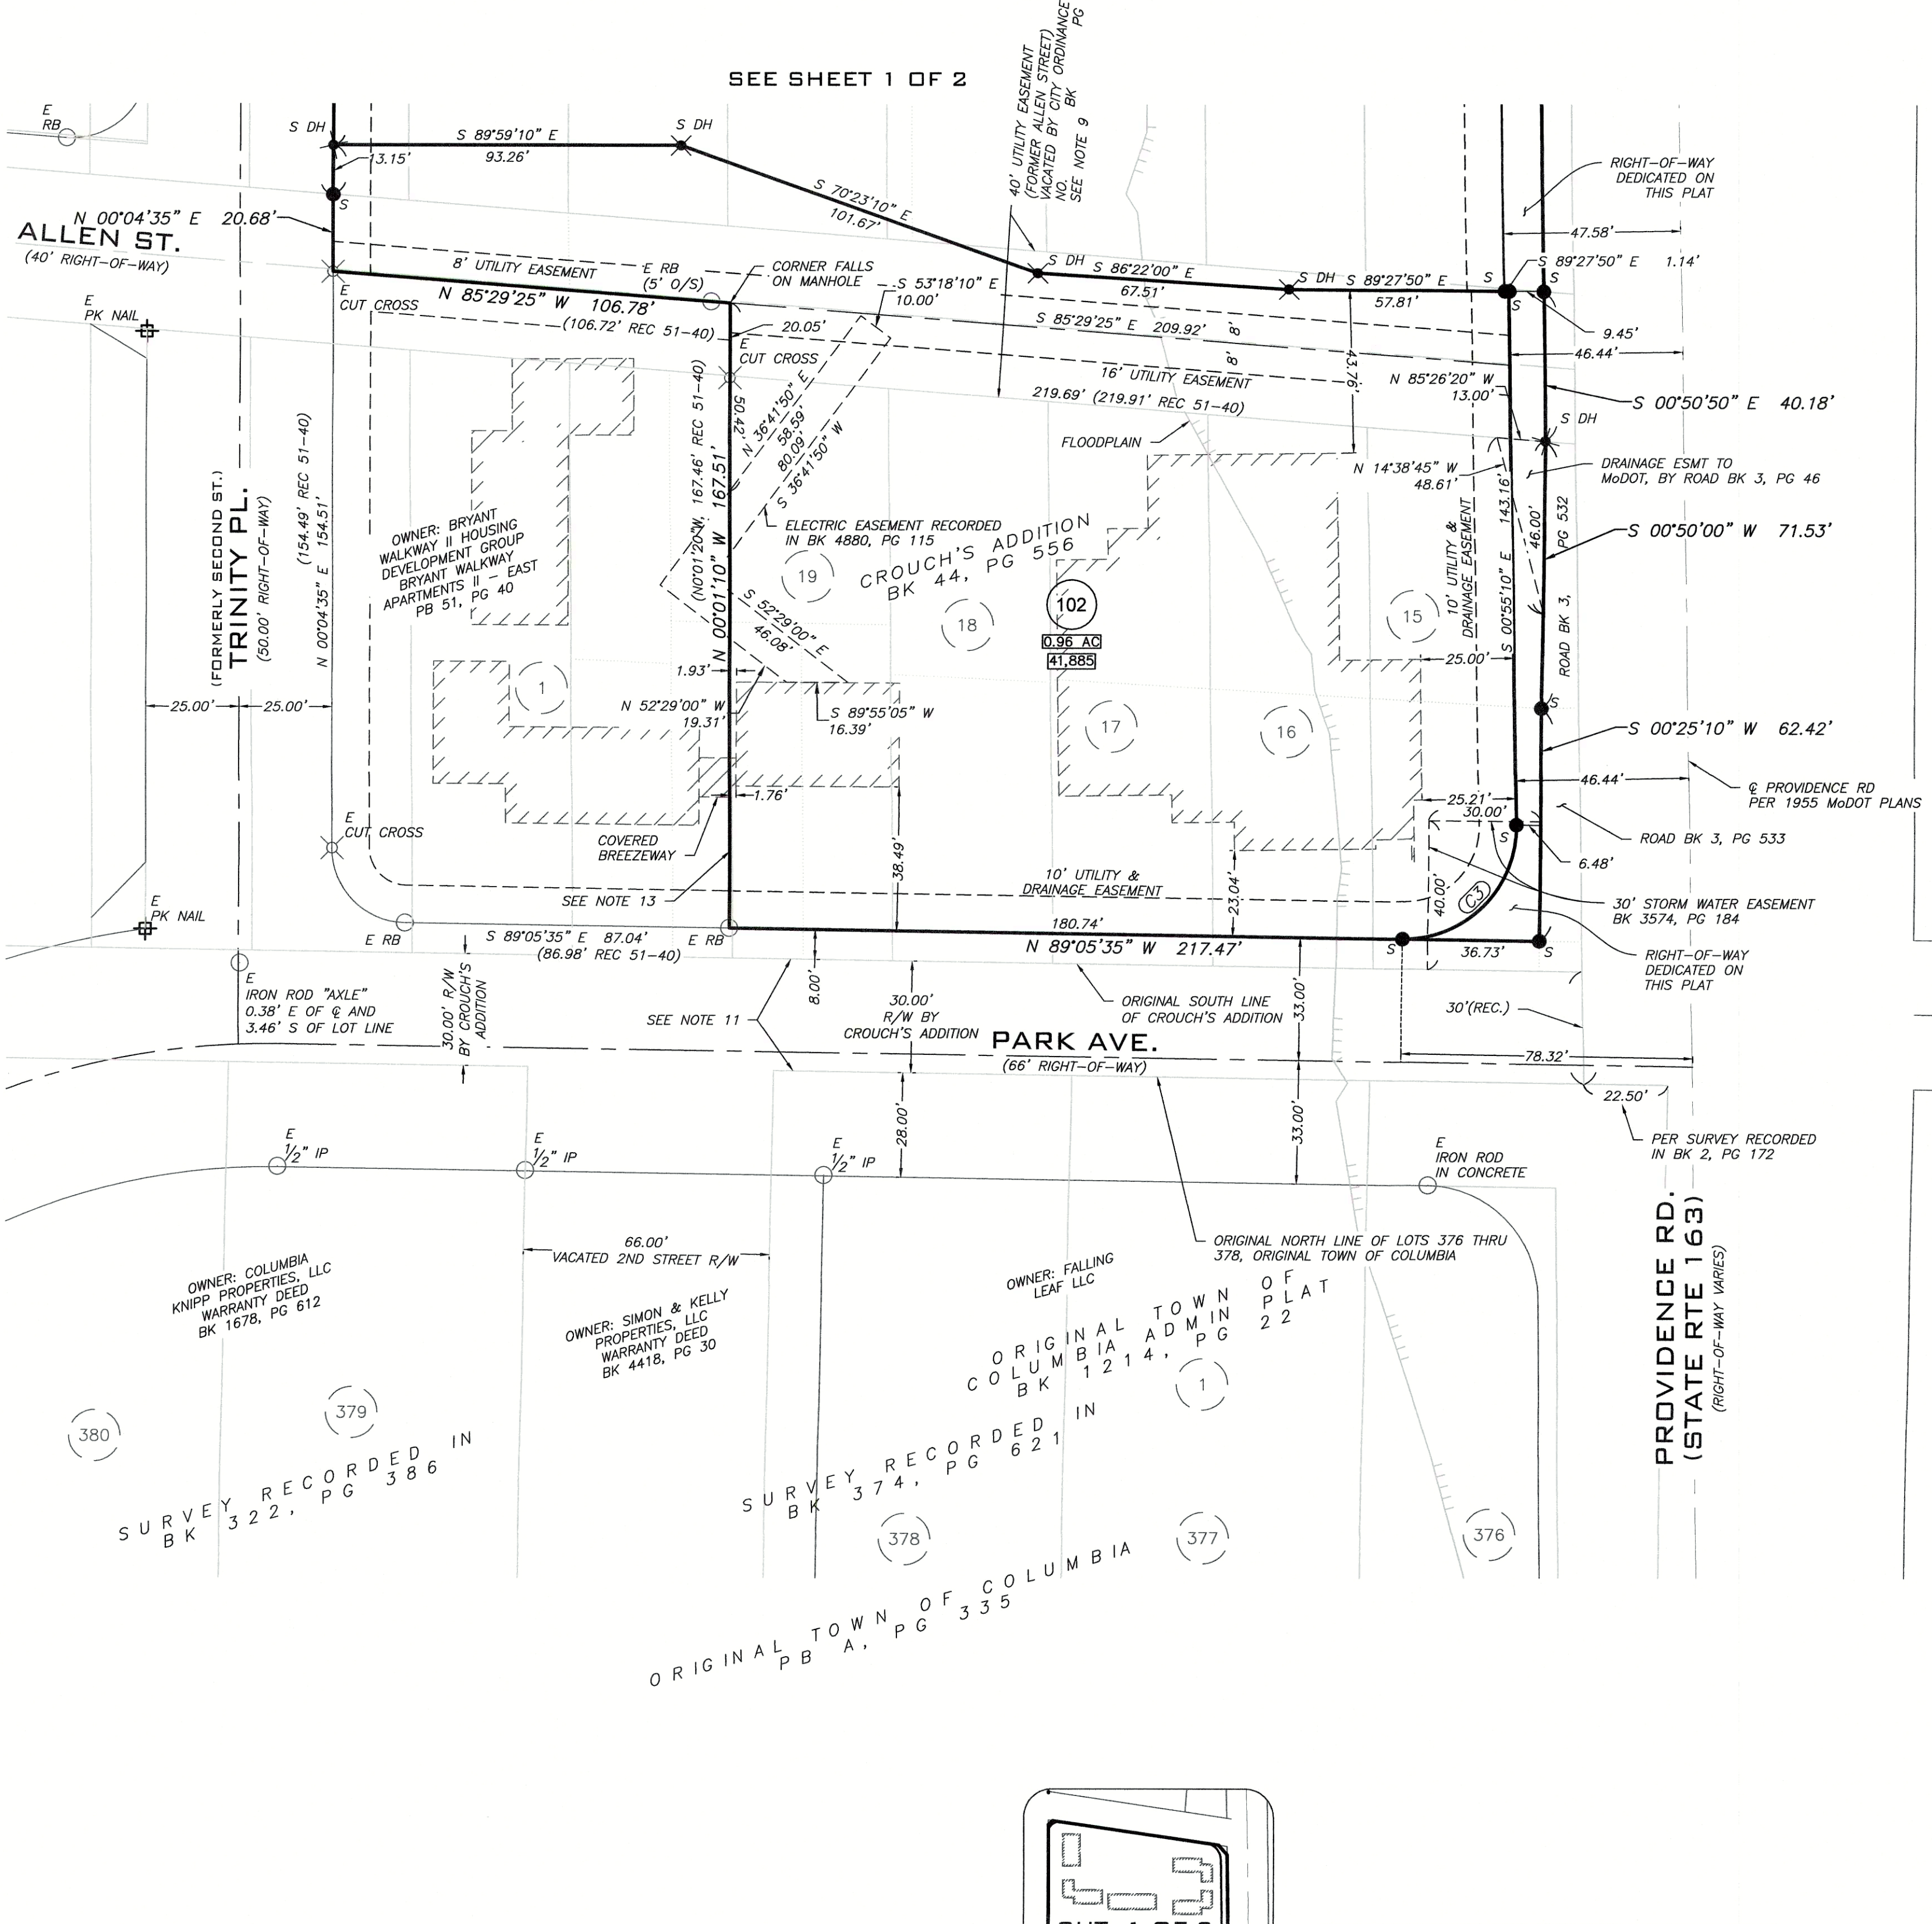 SEE SHEET 1 OF 2
40' UTILITY EASEMENT
(FORMER ALLEN STREET)
VACATED BY CITY ORDINANCE
NO.
SEE NOTE 9 BK PG
E
RB
S DH
S 89°59'10" E
93.26'
S DH
13.15'
S
S 70°23'10" E
101.67'
RIGHT-OF-WAY
DEDICATED ON
THIS PLAT
47.58'
N 00°04'35" E 20.68'
ALLEN ST.
(40' RIGHT-OF-WAY)
8' UTILITY EASEMENT
E RB
(5' O/S)
CORNER FALLS
ON MANHOLE
S 53°18'10" E
10.00'
S DH
S 86°22'00" E
67.51'
S DH
S 89°27'50" E
57.81'
S
S
S 89°27'50" E 1.14'
S
9.45'
46.44'
E
CUT CROSS
N 85°29'25" W 106.78'
(106.72' REC 51-40)
E
PK NAIL
20.05'
E
CUT CROSS
S 85°29'25" E 209.92'
8'
8'
16' UTILITY EASEMENT
219.69' (219.91' REC 51-40)
43.76'
N 85°26'20" W
13.00'
S 00°50'50" E 40.18'
S DH
FLOODPLAIN
N 14°38'45" W
48.61'
DRAINAGE ESMT TO
MoDOT, BY ROAD BK 3, PG 46
50.42'
N 36°41'50" E
58.59'
80.09'
S 36°41'50" W
(N0°01'20"W, 167.46' REC 51-40)
N 00°01'10" W 167.51'
ELECTRIC EASEMENT RECORDED
IN BK 4880, PG 115
(FORMERLY SECOND ST.)
TRINITY PL.
(50.00' RIGHT-OF-WAY)
(154.49' REC 51-40)
N 00°04'35" E 154.51'
OWNER: BRYANT
WALKWAY II HOUSING
DEVELOPMENT GROUP
BRYANT WALKWAY
APARTMENTS II - EAST
PB 51, PG 40
19
CROUCH'S ADDITION
BK 44, PG 556
18
102
0.96 AC
41,885
15
10' UTILITY &
DRAINAGE EASEMENT
S 00°55'10" E 143.16'
46.00'
ROAD BK 3, PG 532
S 00°50'00" W 71.53'
S 52°29'00" E
46.08'
25.00'
1.93'
1
N 52°29'00" W
19.31'
S 89°55'05" W
16.39'
17
16
S
25.00'
25.00'
S 00°25'10" W 62.42'
46.44'
℄ PROVIDENCE RD
PER 1955 MoDOT PLANS
1.76'
25.21'
30.00'
ROAD BK 3, PG 533
E
CUT CROSS
COVERED
BREEZEWAY
S
6.48'
38.49'
10' UTILITY &
DRAINAGE EASEMENT
23.04'
40.00'
C3
30' STORM WATER EASEMENT
BK 3574, PG 184
SEE NOTE 13
E
PK NAIL
E RB
S 89°05'35" E 87.04'
(86.98' REC 51-40)
E RB
180.74'
N 89°05'35" W 217.47'
S
36.73'
S
RIGHT-OF-WAY
DEDICATED ON
THIS PLAT
E
IRON ROD "AXLE"
0.38' E OF ℄ AND
3.46' S OF LOT LINE
30.00' R/W
BY CROUCH'S
ADDITION
8.00'
SEE NOTE 11
30.00'
R/W BY
CROUCH'S ADDITION
ORIGINAL SOUTH LINE
OF CROUCH'S ADDITION
33.00'
30'(REC.)
PARK AVE.
(66' RIGHT-OF-WAY)
78.32'
22.50'
28.00'
33.00'
PER SURVEY RECORDED
IN BK 2, PG 172
E
1/2" IP
E
1/2" IP
E
1/2" IP
E
IRON ROD
IN CONCRETE
66.00'
VACATED 2ND STREET R/W
ORIGINAL NORTH LINE OF LOTS 376 THRU
378, ORIGINAL TOWN OF COLUMBIA
PROVIDENCE RD.
(STATE RTE 163)
(RIGHT-OF-WAY VARIES)
OWNER: COLUMBIA
KNIPP PROPERTIES, LLC
WARRANTY DEED
BK 1678, PG 612
OWNER: SIMON & KELLY
PROPERTIES, LLC
WARRANTY DEED
BK 4418, PG 30
OWNER: FALLING
LEAF LLC
ORIGINAL TOWN OF
COLUMBIA ADMIN PLAT
BK 1214, PG 22
1
380
379
SURVEY RECORDED IN
BK 322, PG 386
SURVEY RECORDED IN
BK 374, PG 621
378
377
376
ORIGINAL TOWN OF COLUMBIA
PB A, PG 335